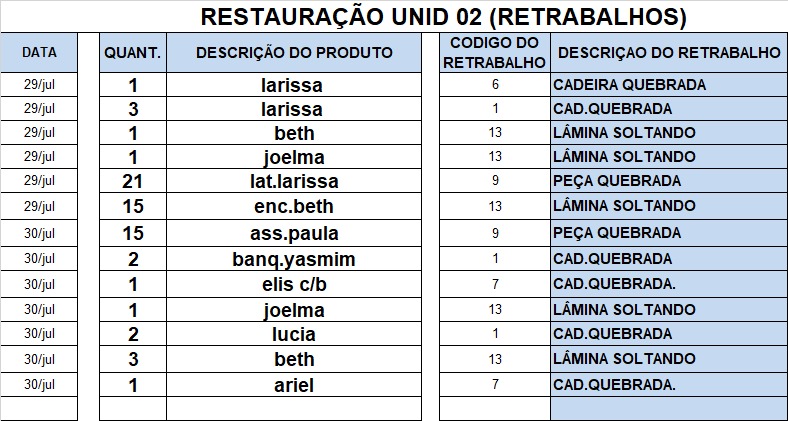 RESTAURAÇÃO UNID 02 (RETRABALHOS)
DATA QUANT. DESCRIÇÃO DO PRODUTO CODIGO DO RETRABALHO DESCRIÇAO DO RETRABALHO
29/jul 1 larissa 6 CADEIRA QUEBRADA
29/jul 3 larissa 1 CAD.QUEBRADA
29/jul 1 beth 13 LÂMINA SOLTANDO
29/jul 1 joelma 13 LÂMINA SOLTANDO
29/jul 21 lat.larissa 9 PEÇA QUEBRADA
29/jul 15 enc.beth 13 LÂMINA SOLTANDO
30/jul 15 ass.paula 9 PEÇA QUEBRADA
30/jul 2 banq.yasmim 1 CAD.QUEBRADA
30/jul 1 elis c/b 7 CAD.QUEBRADA.
30/jul 1 joelma 13 LÂMINA SOLTANDO
30/jul 2 lucia 1 CAD.QUEBRADA
30/jul 3 beth 13 LÂMINA SOLTANDO
30/jul 1 ariel 7 CAD.QUEBRADA.